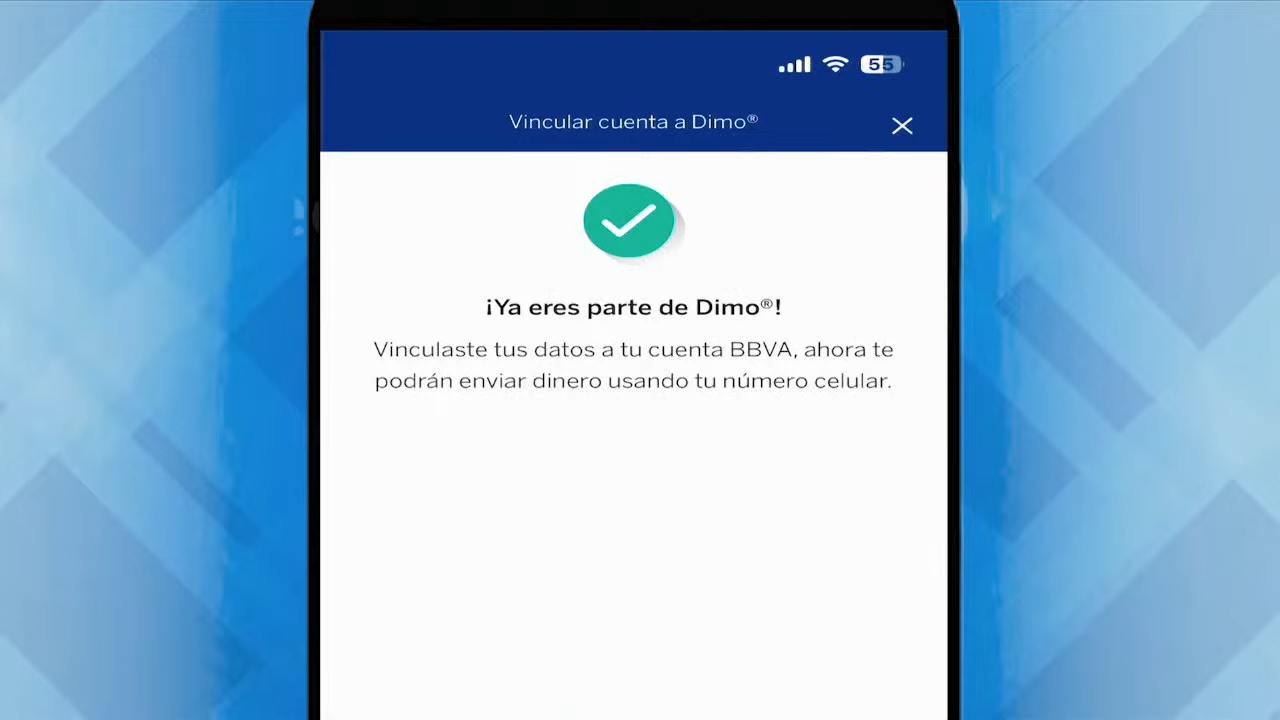 55
Vincular cuenta a Dimo®
¡Ya eres parte de Dimo®!
Vinculaste tus datos a tu cuenta BBVA, ahora te
podrán enviar dinero usando tu número celular.